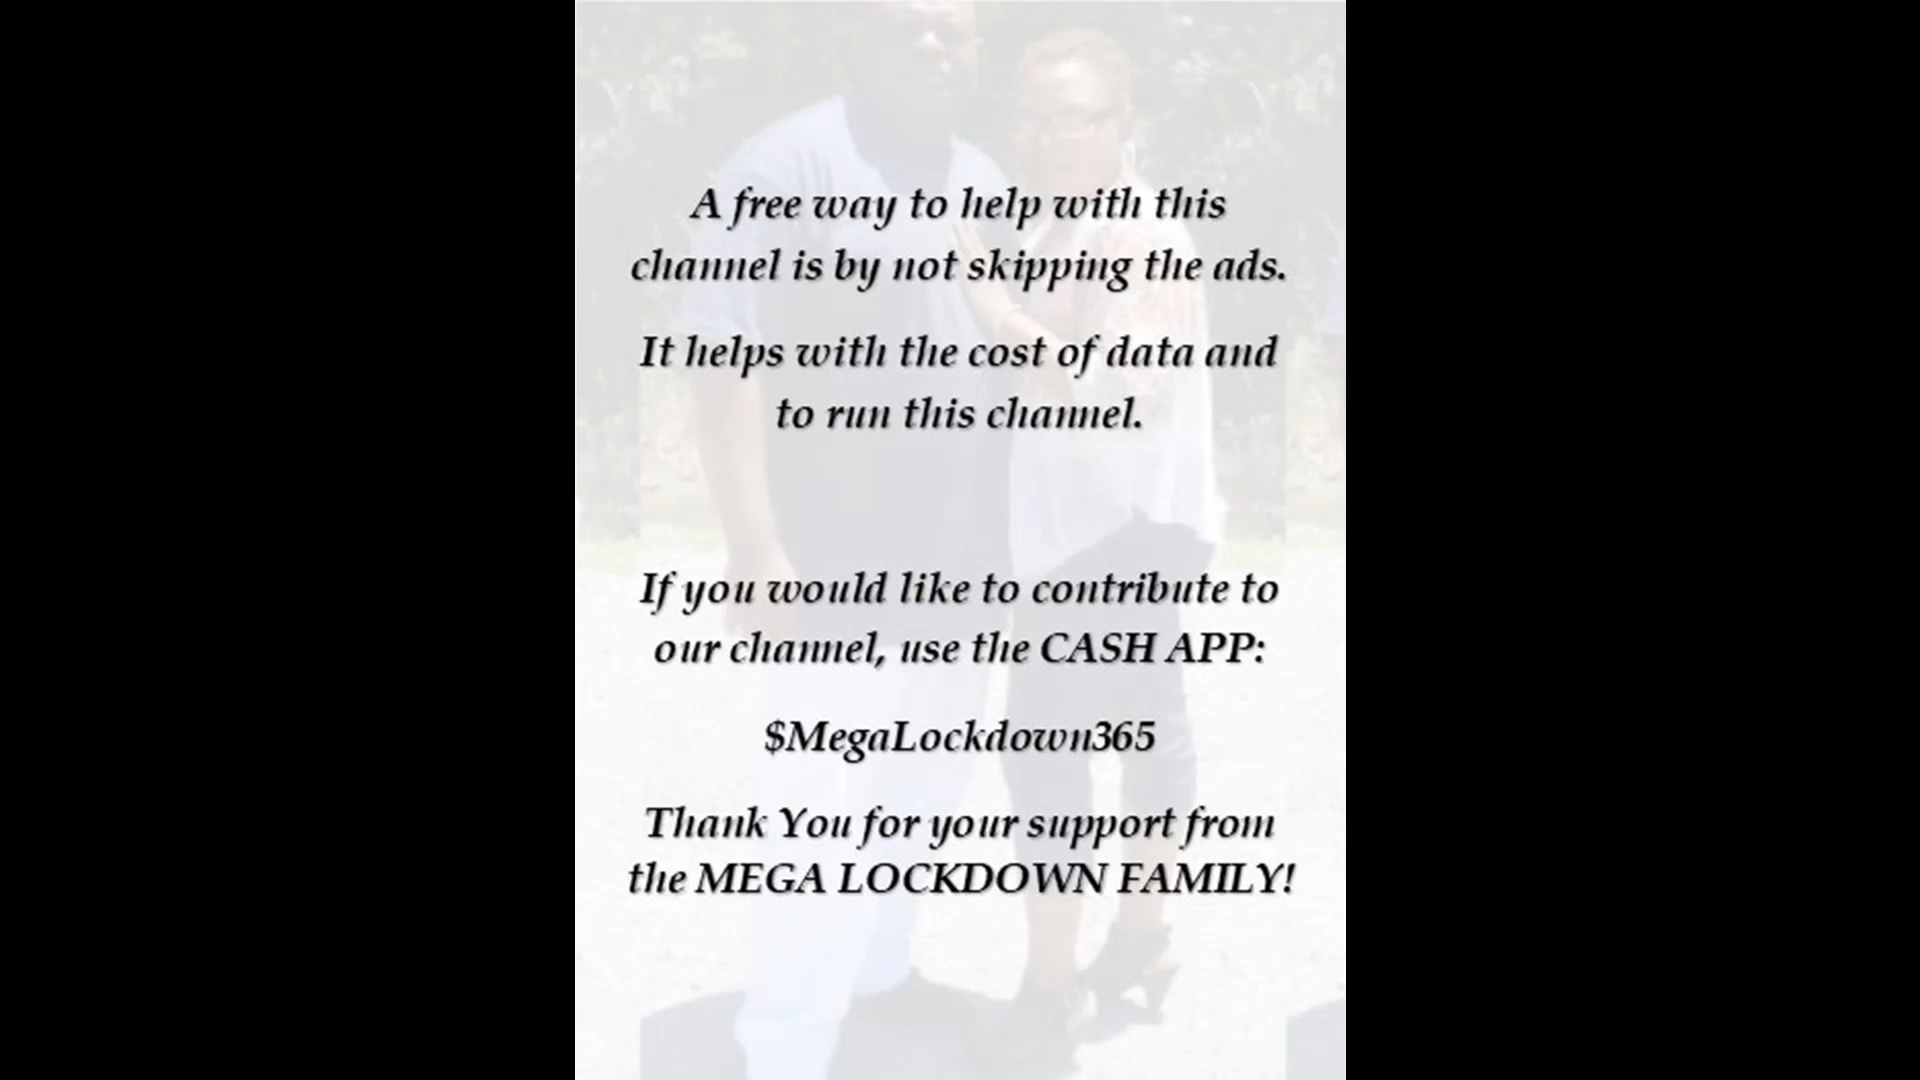 A free way to help with this
channel is by not skipping the ads.
It helps with the cost of data and
to run this channel.
If you would like to contribute to
our channel, use the CASH APP:
$MegaLockdown365
Thank You for your support from
the MEGA LOCKDOWN FAMILY!